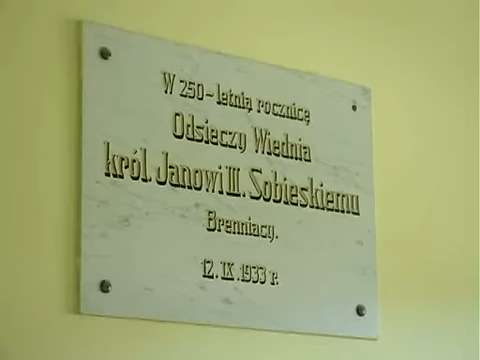 W 250-letnią rocznicę
Odsieczy Wiednia
król. Janowi III. Sobieskiemu
Brenniacy.
12. IX. 1933 r.